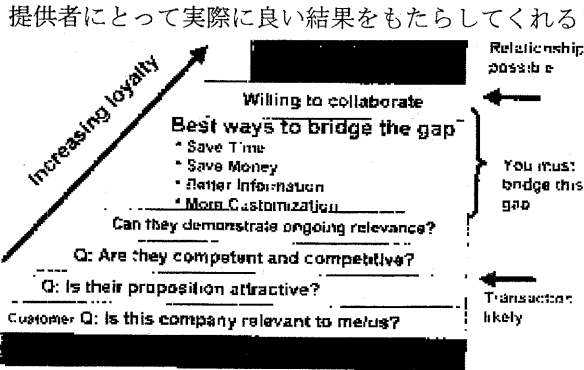 提供者にとって実際に良い結果をもたらしてくれる
Relationship
possible
Willing to collaborate
Best ways to bridge the gap
* Save Time
* Save Money
* Better Information
* More Customization
You must
bridge this
gap
Increasing loyalty
Can they demonstrate ongoing relevance?
Q: Are they competent and competitive?
Q: Is their proposition attractive?
Transaction
likely
Customer Q: Is this company relevant to me/us?